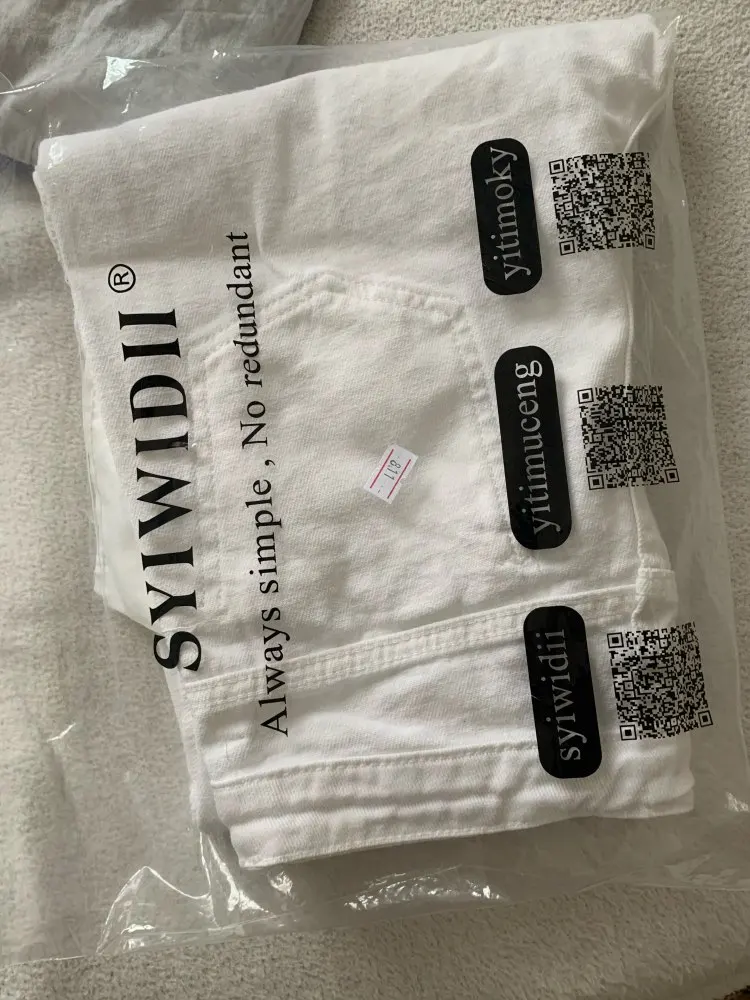 SYIWIDII®
Always simple , No redundant
yitimoky
yitimuceng
syiwidii